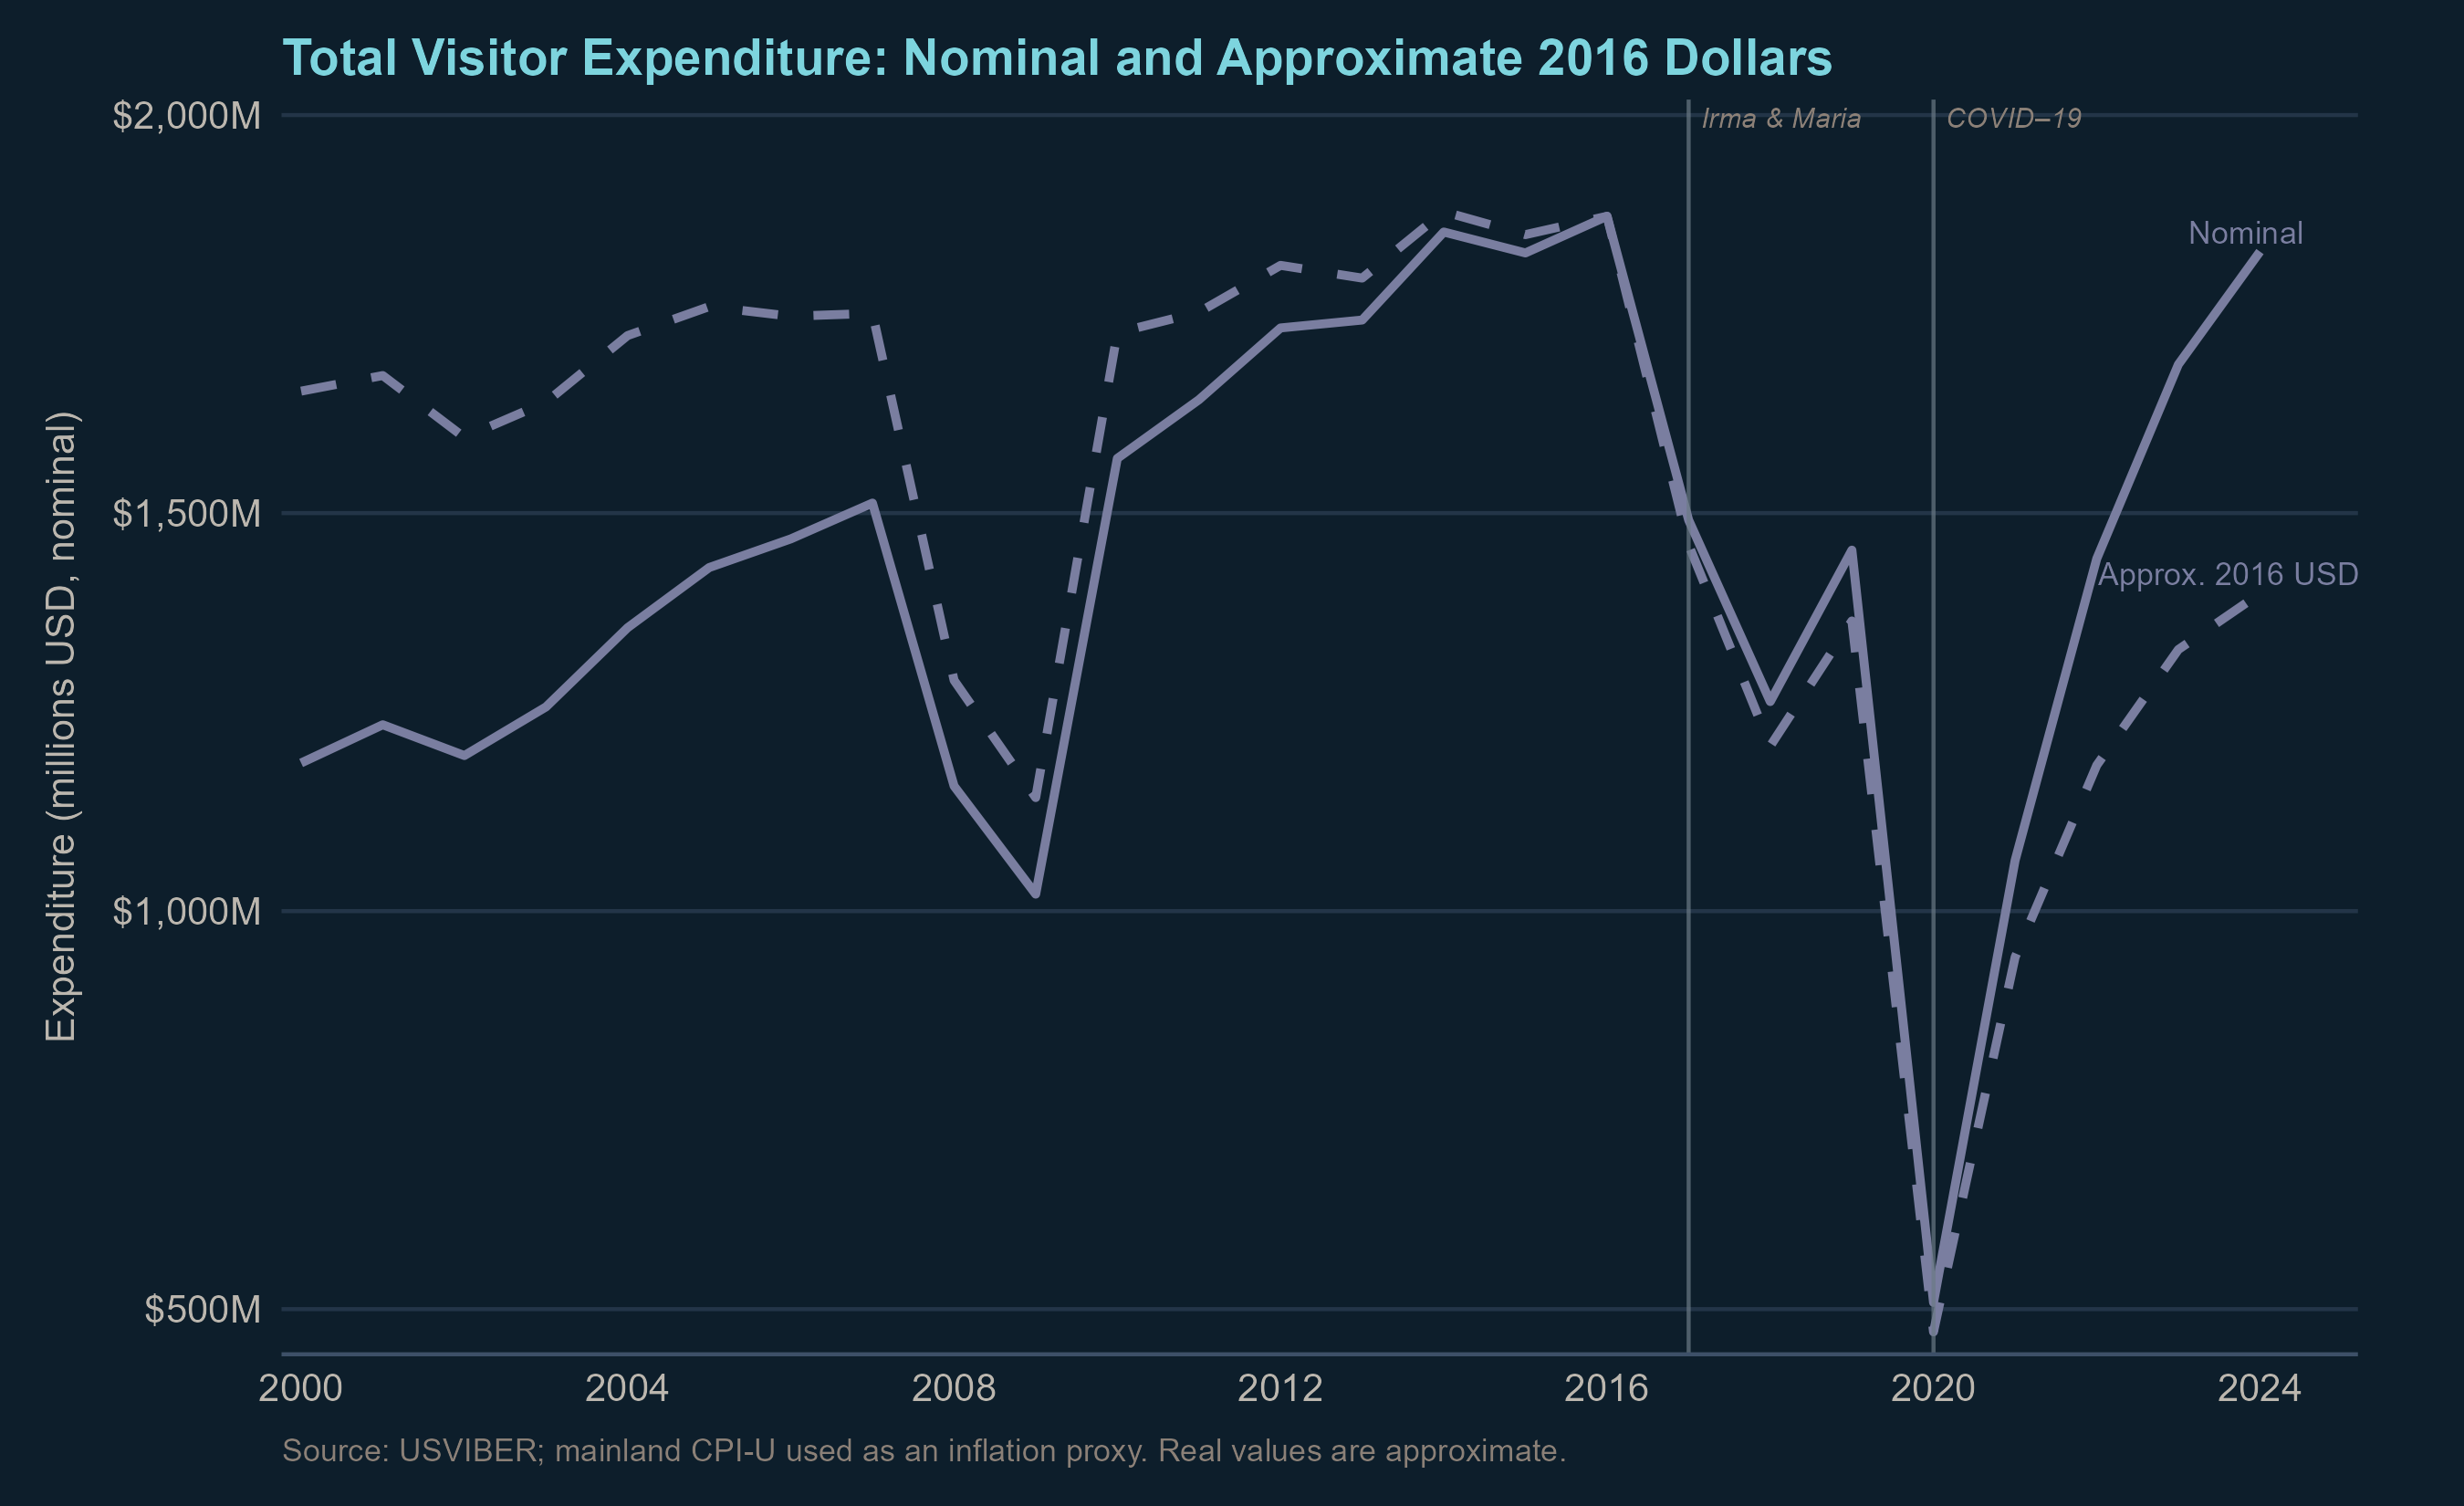 Total Visitor Expenditure: Nominal and Approximate 2016 Dollars
$2,000M
Irma & Maria
COVID–19
Nominal
$1,500M
Approx. 2016 USD
Expenditure (millions USD, nominal)
$1,000M
$500M
2000 2004 2008 2012 2016 2020 2024
Source: USVIBER; mainland CPI-U used as an inflation proxy. Real values are approximate.